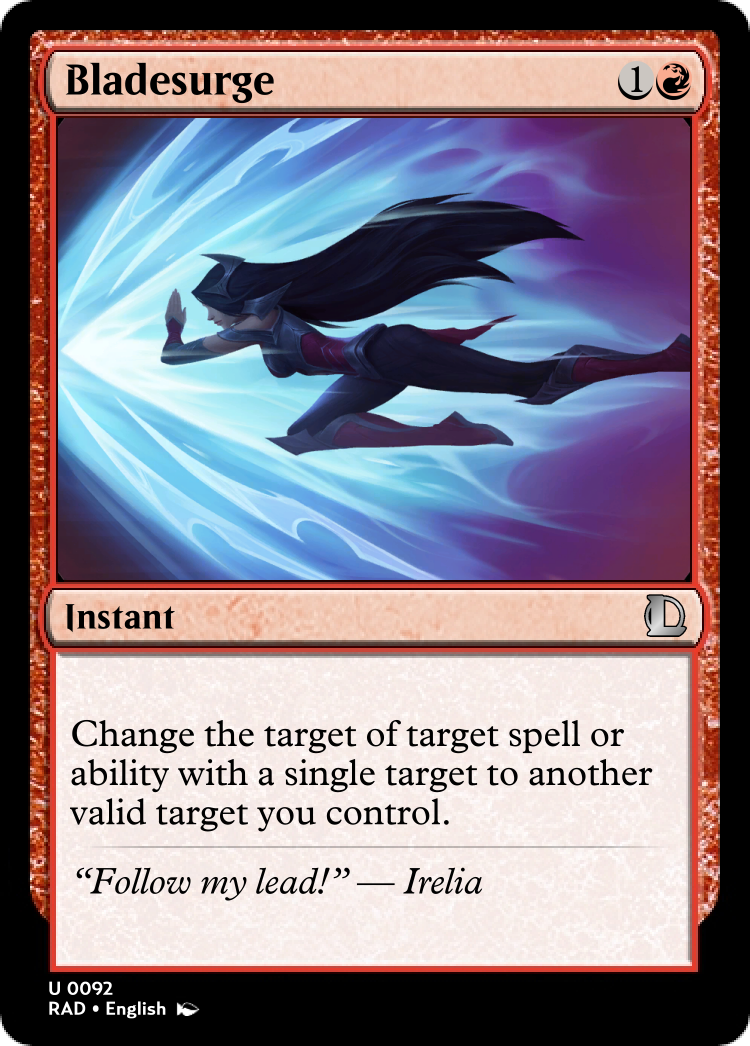 Bladesurge 1
Instant
Change the target of target spell or
ability with a single target to another
valid target you control.
“Follow my lead!” — Irelia
U 0092
RAD • English